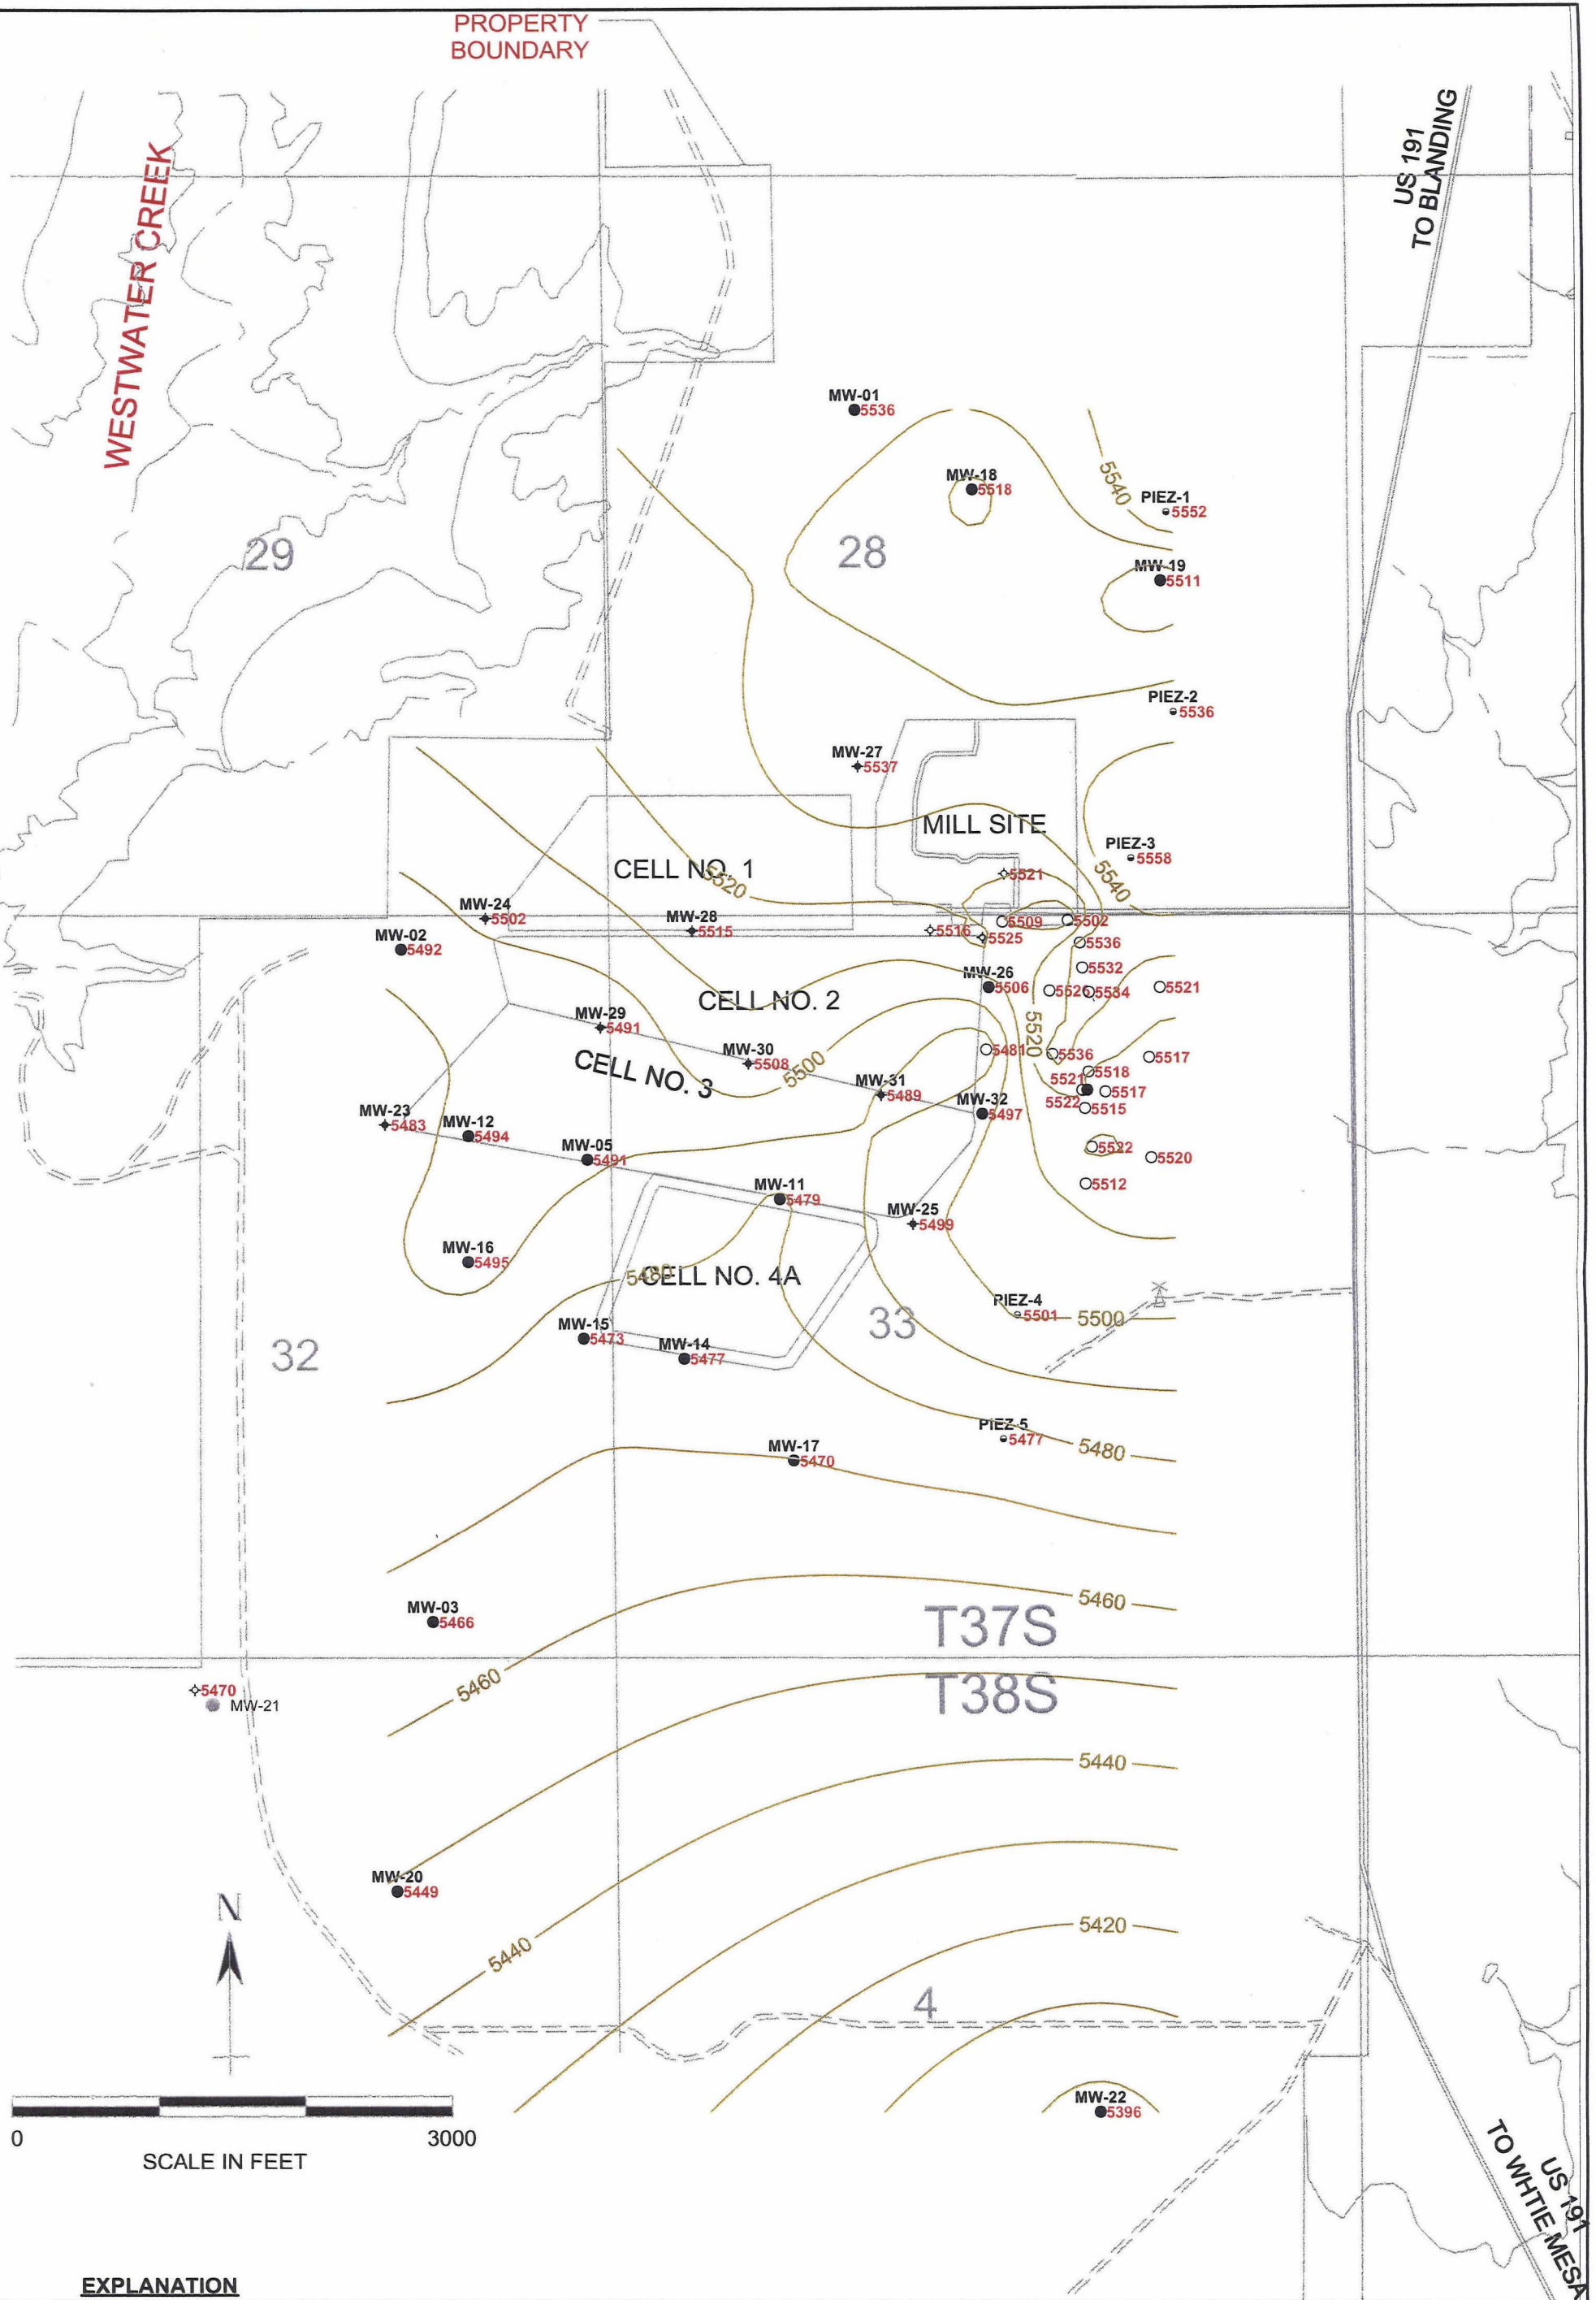 PROPERTY
BOUNDARY
US 191
TO BLANDING
WESTWATER CREEK
MW-01
5536
MW-18
5518
5540
PIEZ-1
5552
29
28
MW-19
5511
PIEZ-2
5536
MW-27
5537
MILL SITE
PIEZ-3
5558
CELL NO. 1
5520
5521
5540
MW-24
5502
MW-28
5515
5516
5509
5502
5525
MW-02
5492
5536
5532
MW-26
5506
5526
5534
5521
CELL NO. 2
MW-29
5491
5520
MW-30
5508
5500
5481
5536
5517
CELL NO. 3
5518
MW-31
5489
5521
5522
5517
5515
MW-32
5497
MW-23
5483
MW-12
5494
MW-05
5491
5522
5520
5512
MW-11
5479
MW-25
5499
MW-16
5495
5480
CELL NO. 4A
PIEZ-4
5501
5500
33
32
MW-15
5473
MW-14
5477
PIEZ-5
5477
5480
MW-17
5470
5460
MW-03
5466
T37S
T38S
5460
5470
MW-21
5440
MW-20
5449
N
5420
5440
4
MW-22
5396
0
3000
SCALE IN FEET
US 191
TO WHTIE MESA
EXPLANATION